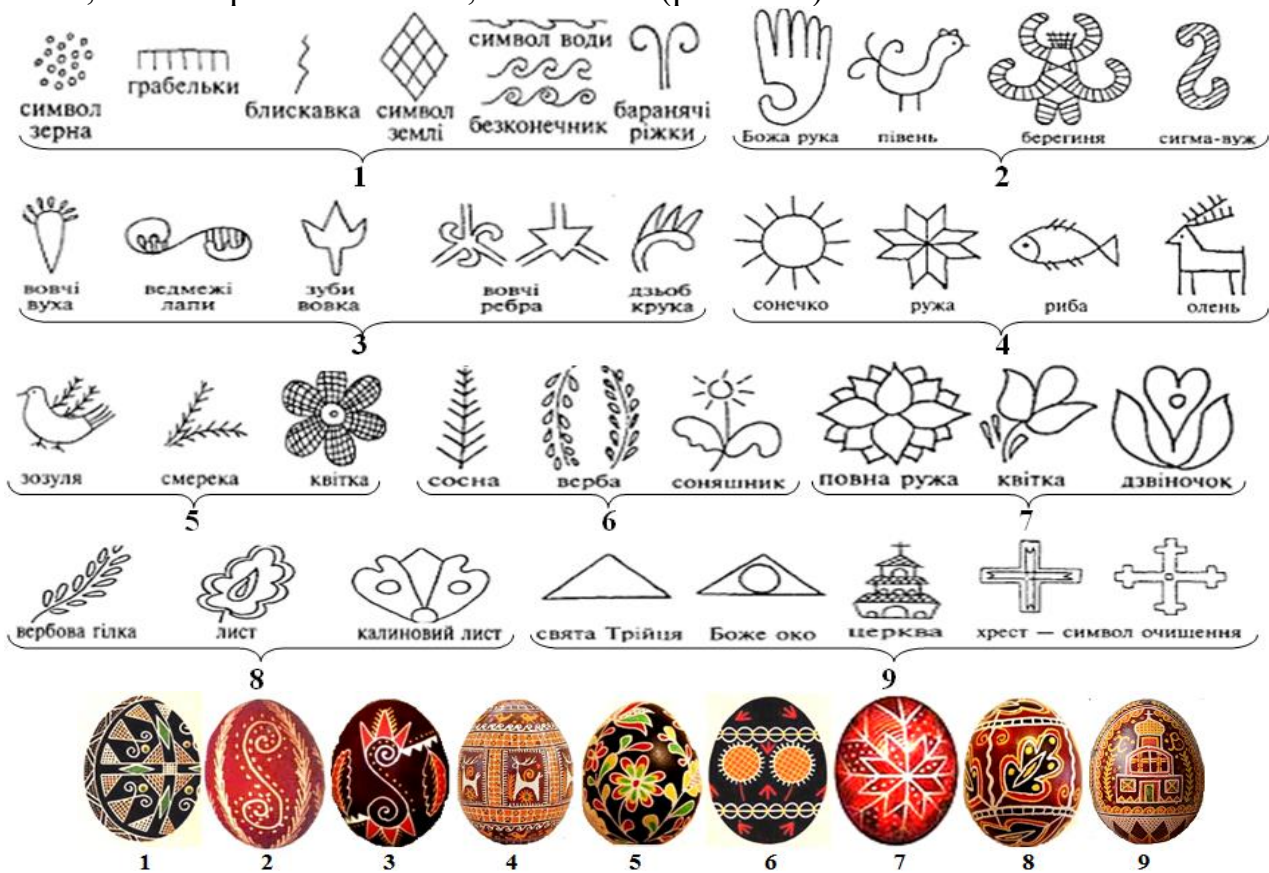 символ зерна
грабельки
блискавка
символ землі
символ води
безконечник
баранячі ріжки
1
Божа рука
півень
берегиня
сигма-вуж
2
вовчі вуха
ведмежі лапи
зуби вовка
вовчі ребра
дзьоб крука
3
сонечко
ружа
риба
олень
4
зозуля
смерека
квітка
5
сосна
верба
соняшник
6
повна ружа
квітка
дзвіночок
7
вербова гілка
лист
калиновий лист
8
свята Трійця
Боже око
церква
хрест — символ очищення
9
1 2 3 4 5 6 7 8 9